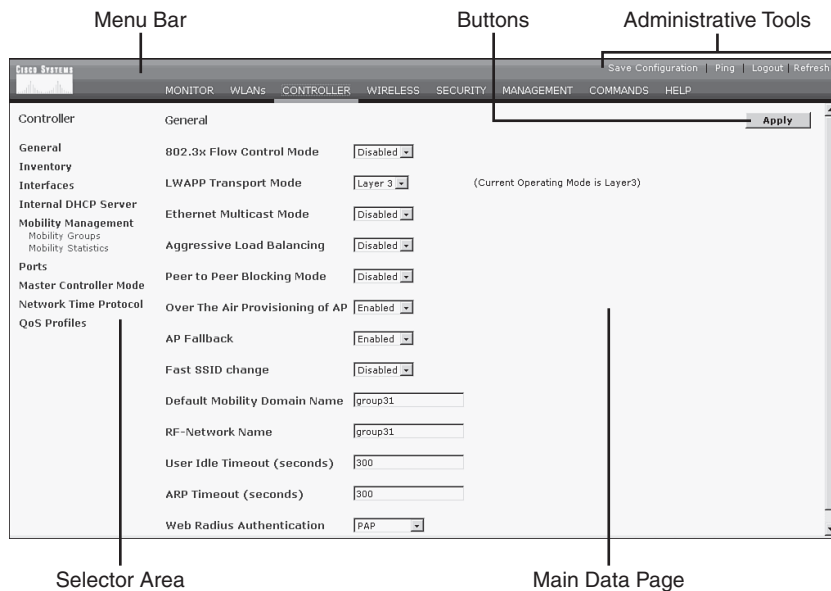 Menu Bar Buttons Administrative Tools
CISCO SYSTEMS
Save Configuration | Ping | Logout | Refresh
MONITOR WLANs CONTROLLER WIRELESS SECURITY MANAGEMENT COMMANDS HELP
Controller
General
Inventory
Interfaces
Internal DHCP Server
Mobility Management
Mobility Groups
Mobility Statistics
Ports
Master Controller Mode
Network Time Protocol
QoS Profiles
General
Apply
802.3x Flow Control Mode Disabled
LWAPP Transport Mode Layer 3 (Current Operating Mode is Layer3)
Ethernet Multicast Mode Disabled
Aggressive Load Balancing Disabled
Peer to Peer Blocking Mode Disabled
Over The Air Provisioning of AP Enabled
AP Fallback Enabled
Fast SSID change Disabled
Default Mobility Domain Name group31
RF-Network Name group31
User Idle Timeout (seconds) 300
ARP Timeout (seconds) 300
Web Radius Authentication PAP
Selector Area Main Data Page